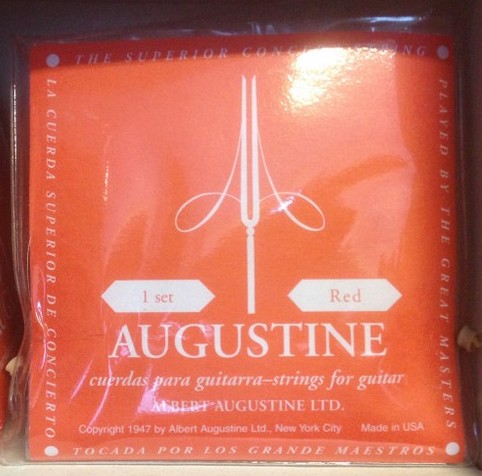 THE SUPERIOR CONCERT STRING
LA CUERDA SUPERIOR DE CONCIERTO
PLAYED BY THE GREAT MASTERS
1 set
Red
AUGUSTINE
cuerdas para guitarra–strings for guitar
ALBERT AUGUSTINE LTD.
Copyright 1947 by Albert Augustine Ltd., New York City Made in USA
TOCADA POR LOS GRANDE MAESTROS